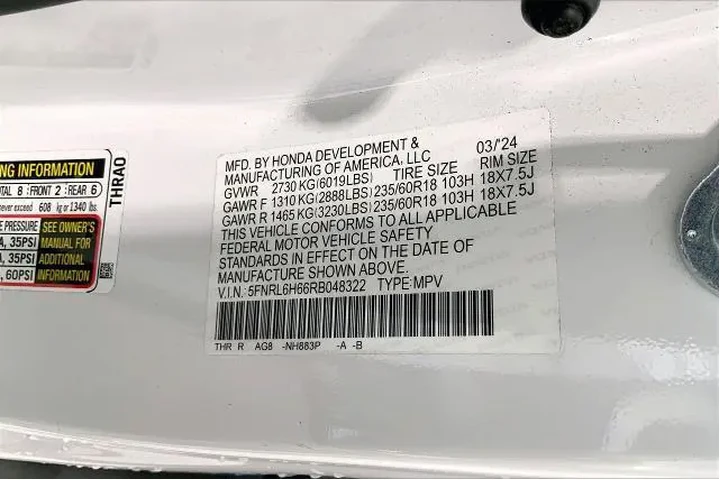 NG INFORMATION
OTAL 8 FRONT 2 REAR 6
never exceed 608 kg or 1340 lbs
E PRESSURE SEE OWNER'S
A, 35PSI MANUAL FOR
A, 35PSI ADDITIONAL
, 60PSI INFORMATION
THRA0
MFD. BY HONDA DEVELOPMENT & 03/'24
MANUFACTURING OF AMERICA, LLC
GVWR 2730 KG(6019LBS) TIRE SIZE RIM SIZE
GAWR F 1310 KG(2888LBS) 235/60R18 103H 18X7.5J
GAWR R 1465 KG(3230LBS) 235/60R18 103H 18X7.5J
THIS VEHICLE CONFORMS TO ALL APPLICABLE
FEDERAL MOTOR VEHICLE SAFETY
STANDARDS IN EFFECT ON THE DATE OF
MANUFACTURE SHOWN ABOVE.
V.I.N.: 5FNRL6H66RB048322 TYPE:MPV
THR R AG8 -NH883P -A -B